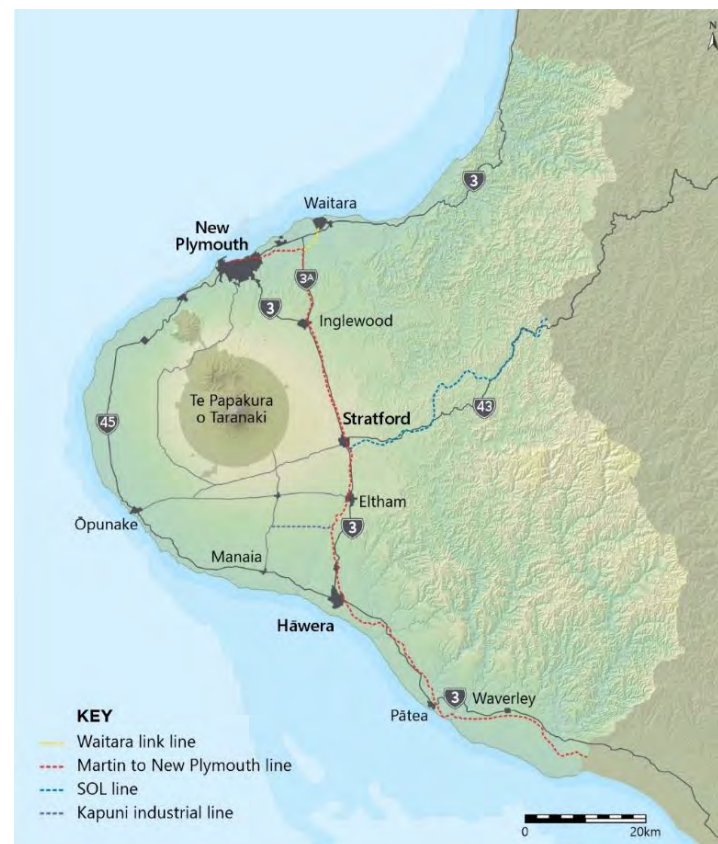 N
3
Waitara
New
Plymouth
3A
3
Inglewood
Te Papakura
o Taranaki
45
Stratford
43
Eltham
Ōpunake
3
Manaia
Hāwera
3
Waverley
Pātea
KEY
Waitara link line
Martin to New Plymouth line
SOL line
Kapuni industrial line
0
20km